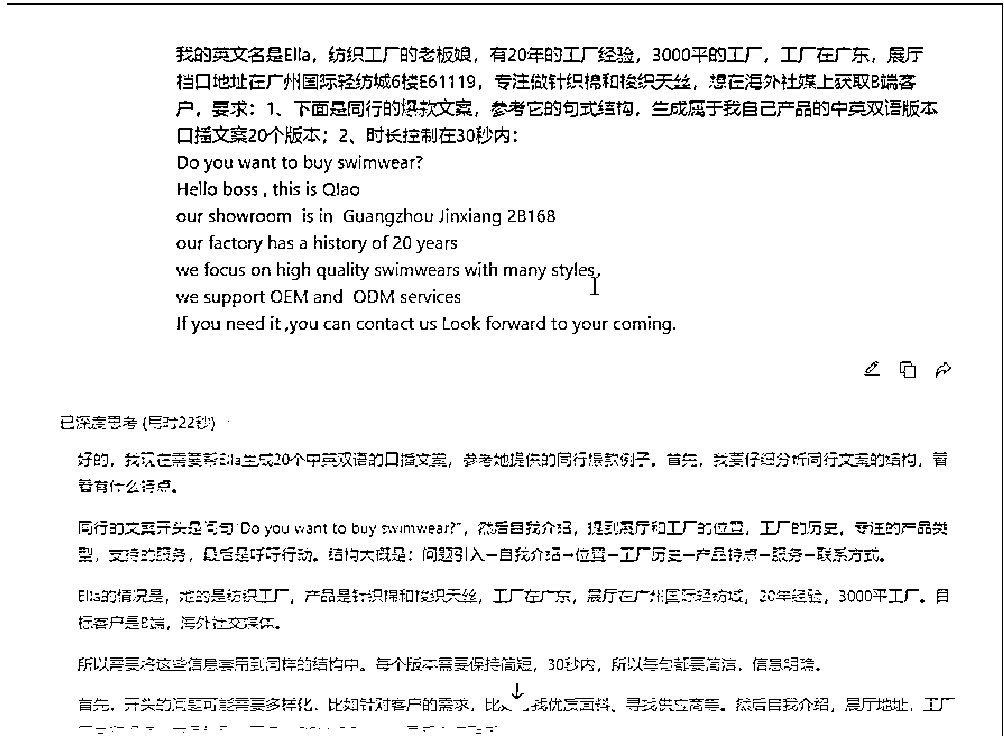 我的英文名是Ella，纺织工厂的老板娘，有20年的工厂经验，3000平的工厂，工厂在广东，展厅
档口地址在广州国际轻纺城6楼E61119，专注做针织棉和梭织天丝，想在海外社媒上获取B端客
户，要求：1、下面是同行的爆款文案，参考它的句式结构，生成属于我自己产品的中英双语版本
口播文案20个版本；2、时长控制在30秒内：
Do you want to buy swimwear?
Hello boss , this is Qiao
our showroom  is in  Guangzhou Jinxiang 2B168
our factory has a history of 20 years
we focus on high quality swimwears with many styles,
we support OEM and  ODM services
If you need it ,you can contact us Look forward to your coming.
已深度思考 (用时22秒)
好的，我现在需要帮Ella生成20个中英双语的口播文案，参考她提供的同行爆款例子。首先，我要仔细分析同行文案的结构，看
看有什么特点。
同行的文案开头是问句"Do you want to buy swimwear?"，然后自我介绍，提到展厅和工厂的位置，工厂的历史，专注的产品类
型，支持的服务，最后是呼吁行动。结构大概是：问题引入→自我介绍→位置→工厂历史→产品特点→服务→联系方式。
Ella的情况是，她的是纺织工厂，产品是针织棉和梭织天丝，工厂在广东，展厅在广州国际轻纺城，20年经验，3000平工厂。目
标客户是B端，海外社交媒体。
所以需要将这些信息套用到同样的结构中。每个版本需要保持简短，30秒内，所以每句都要简洁，信息明确。
首先，开头的问题可能需要多样化，比如针对客户的需求，比 找优质面料、寻找供应商等。然后自我介绍，展厅地址，工厂